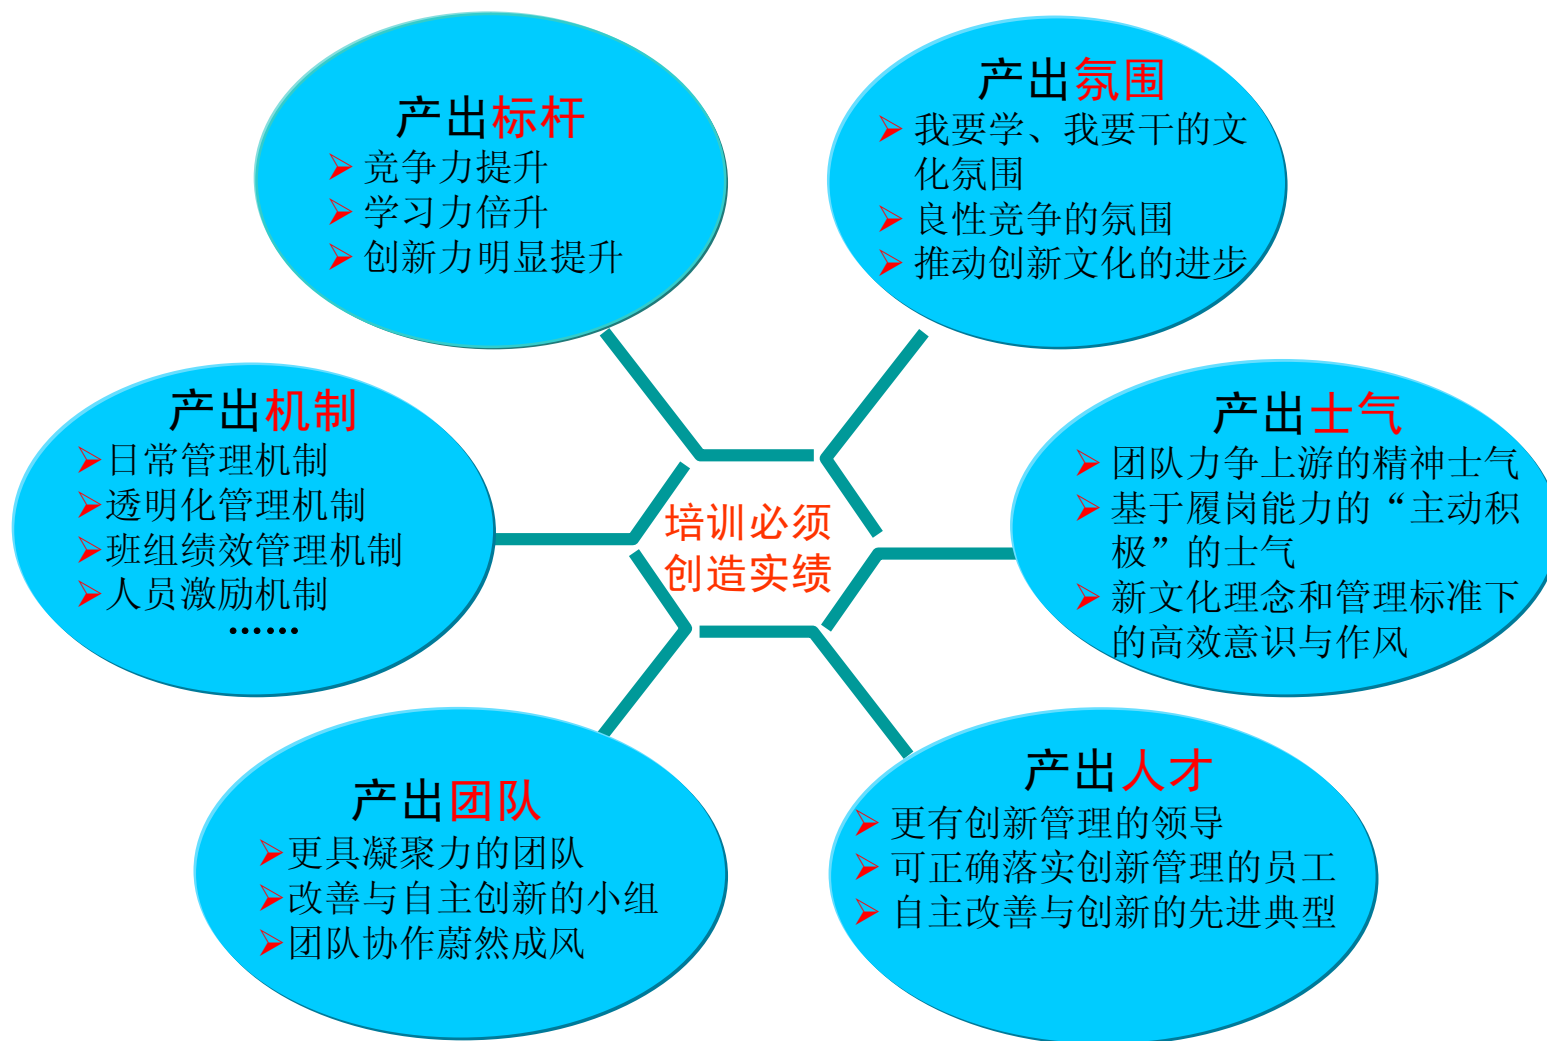 产出标杆
竞争力提升
学习力倍升
创新力明显提升
产出氛围
我要学、我要干的文
化氛围
良性竞争的氛围
推动创新文化的进步
产出机制
日常管理机制
透明化管理机制
班组绩效管理机制
人员激励机制
……
培训必须
创造实绩
产出士气
团队力争上游的精神士气
基于履岗能力的“主动积
极”的士气
新文化理念和管理标准下
的高效意识与作风
产出团队
更具凝聚力的团队
改善与自主创新的小组
团队协作蔚然成风
产出人才
更有创新管理的领导
可正确落实创新管理的员工
自主改善与创新的先进典型